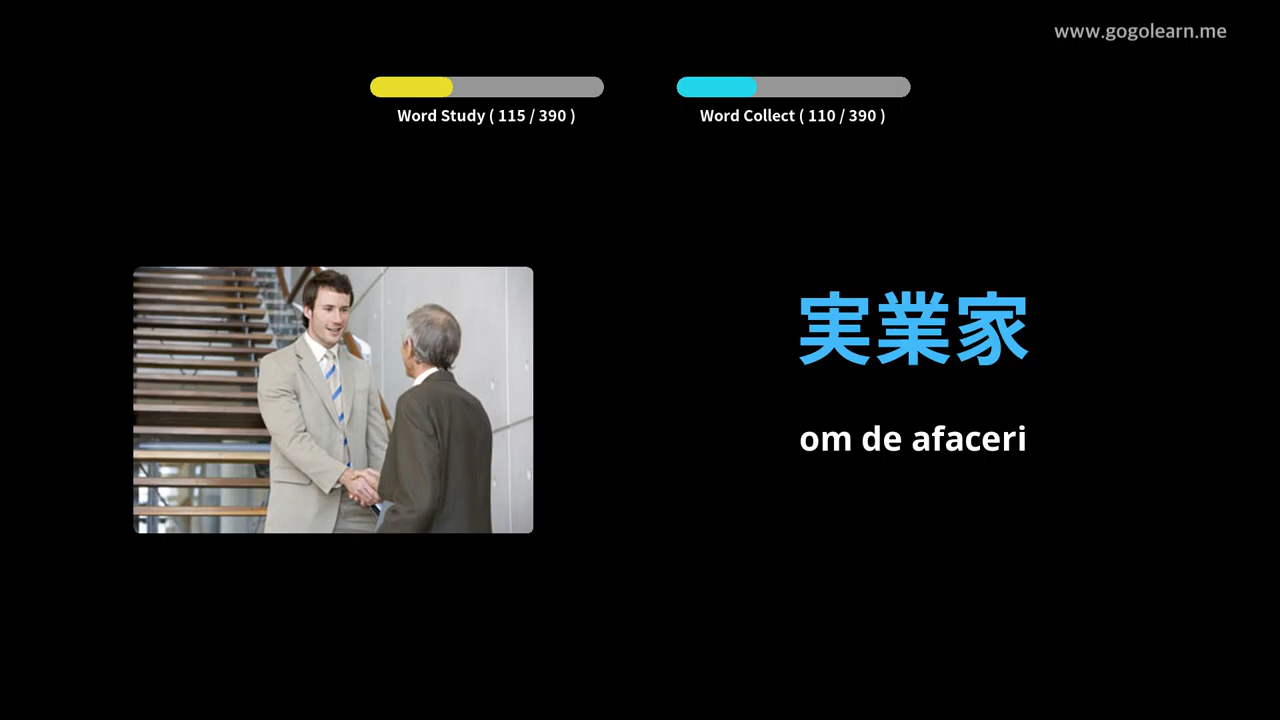 www.gogolearn.me
Word Study ( 115 / 390 )
Word Collect ( 110 / 390 )
実業家
om de afaceri